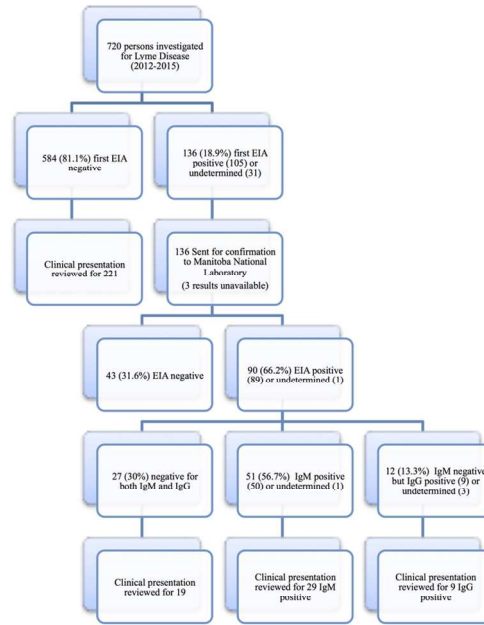 720 persons investigated
for Lyme Disease
(2012-2015)
584 (81.1%) first EIA
negative
136 (18.9%) first EIA
positive (105) or
undetermined (31)
Clinical presentation
reviewed for 221
136 Sent for confirmation
to Manitoba National
Laboratory
(3 results unavailable)
43 (31.6%) EIA negative
90 (66.2%) EIA positive
(89) or undetermined (1)
27 (30%) negative for
both IgM and IgG
51 (56.7%) IgM positive
(50) or undetermined (1)
12 (13.3%) IgM negative
but IgG positive (9) or
undetermined (3)
Clinical presentation
reviewed for 19
Clinical presentation
reviewed for 29 IgM
positive
Clinical presentation
reviewed for 9 IgG
positive